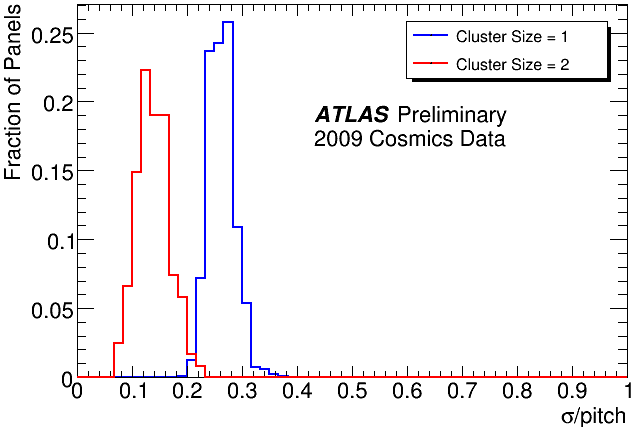 Fraction of Panels
0.25
0.2
0.15
0.1
0.05
0
Cluster Size = 1
Cluster Size = 2
ATLAS Preliminary
2009 Cosmics Data
0 0.1 0.2 0.3 0.4 0.5 0.6 0.7 0.8 0.9 1
σ/pitch